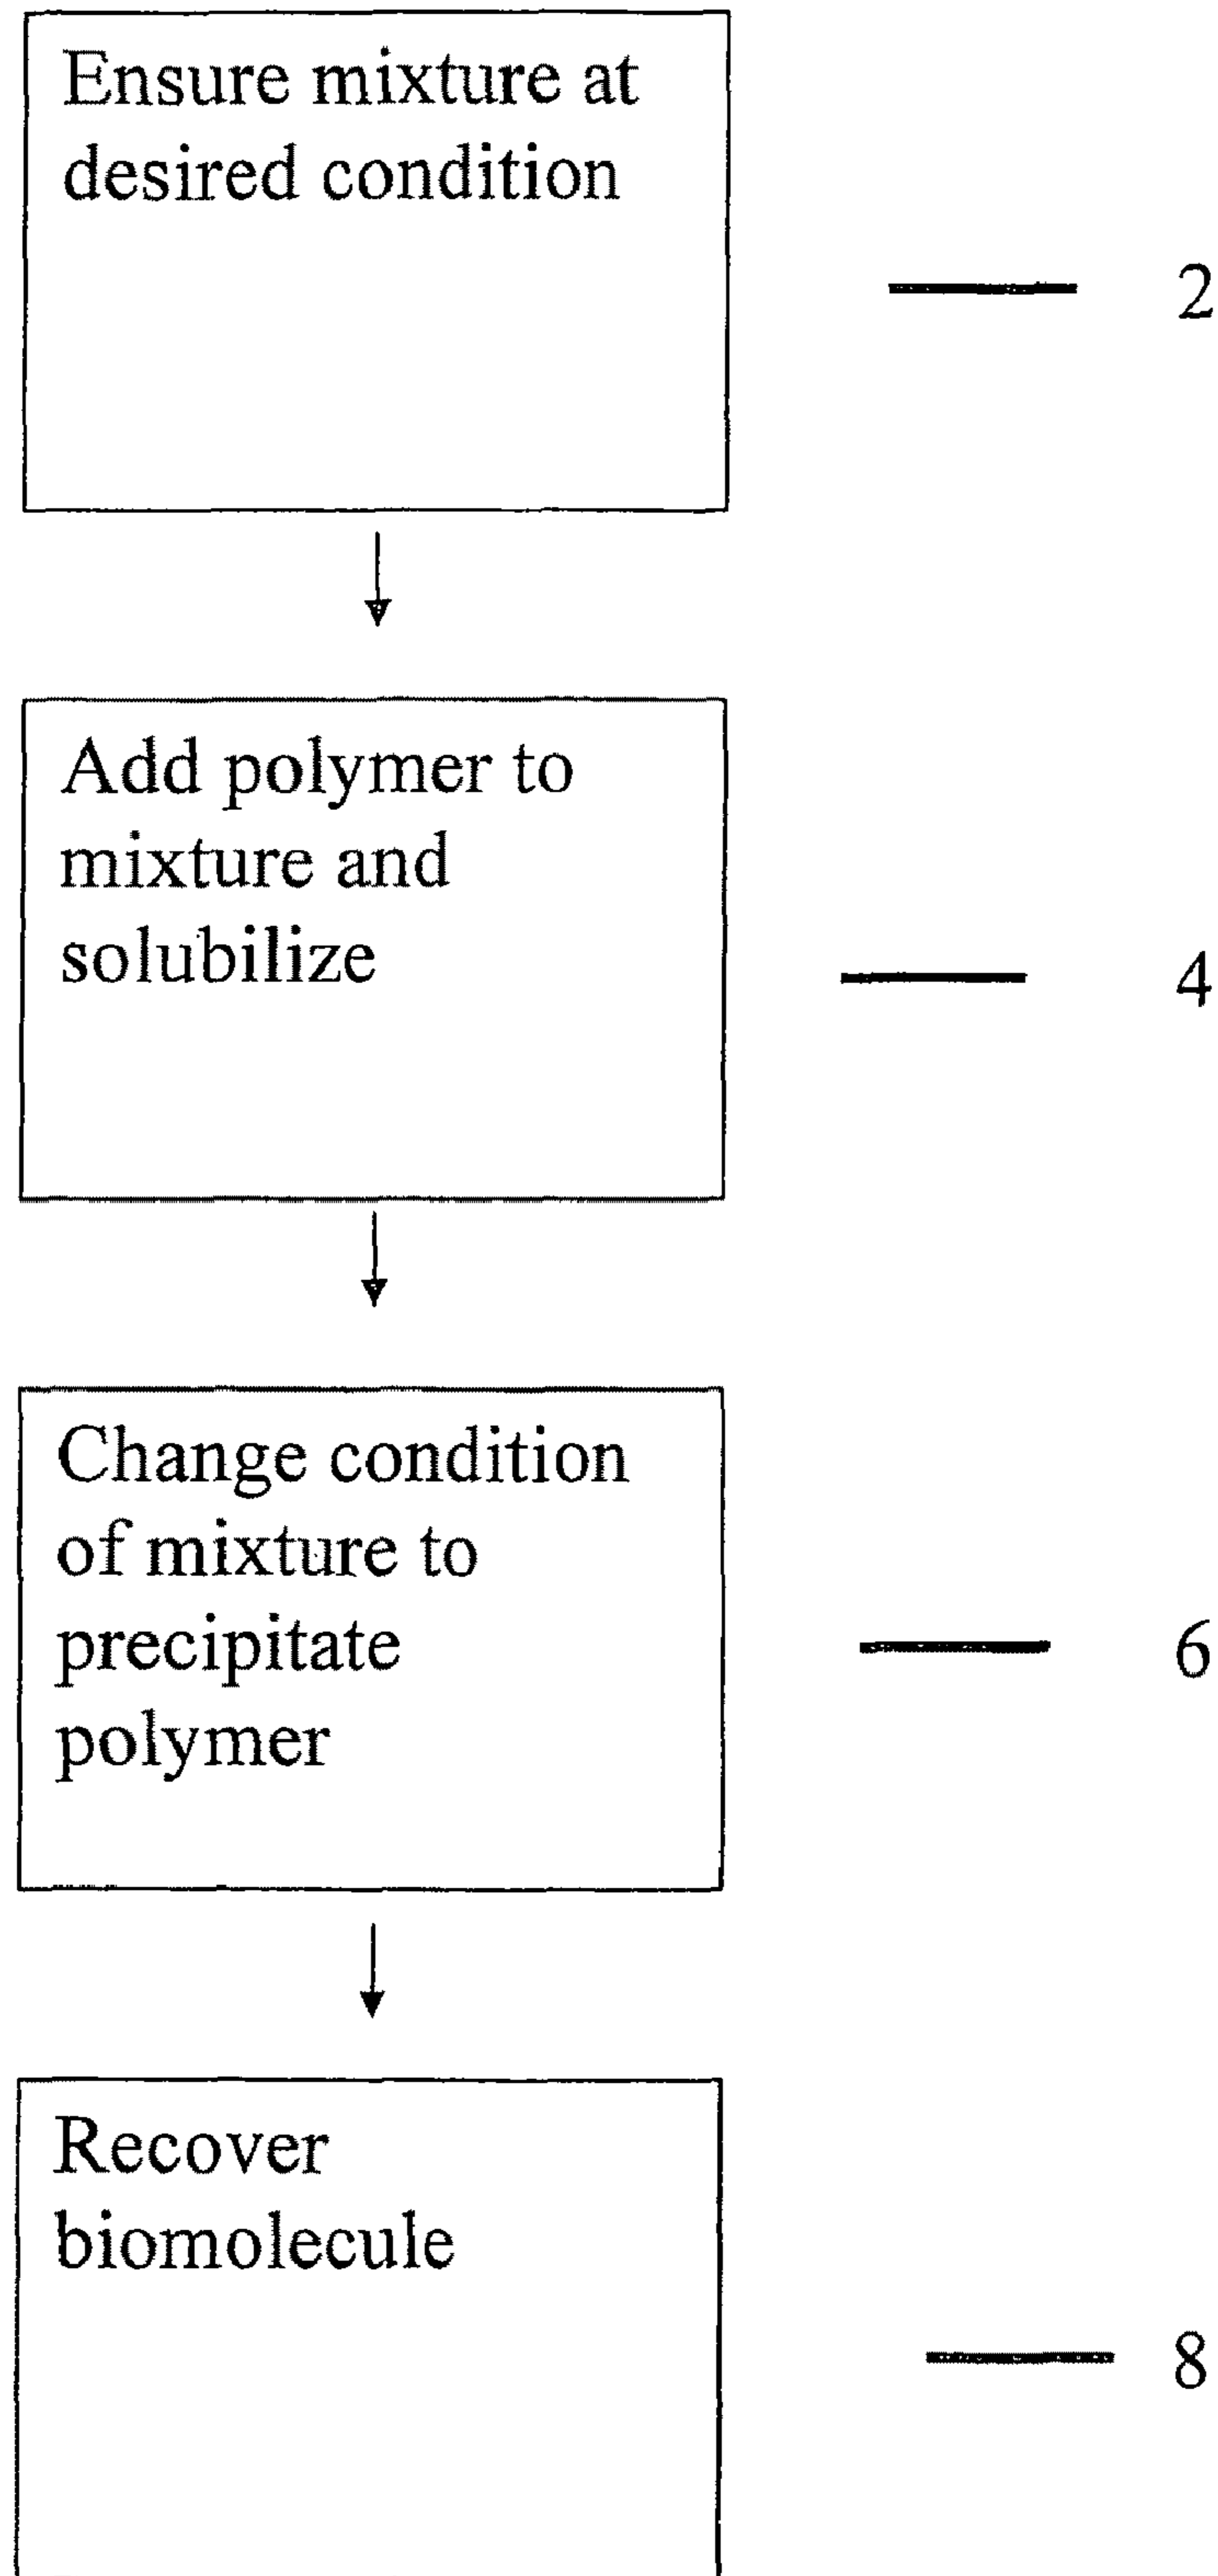 Ensure mixture at
desired condition
2
Add polymer to
mixture and
solubilize
4
Change condition
of mixture to
precipitate
polymer
6
Recover
biomolecule
8